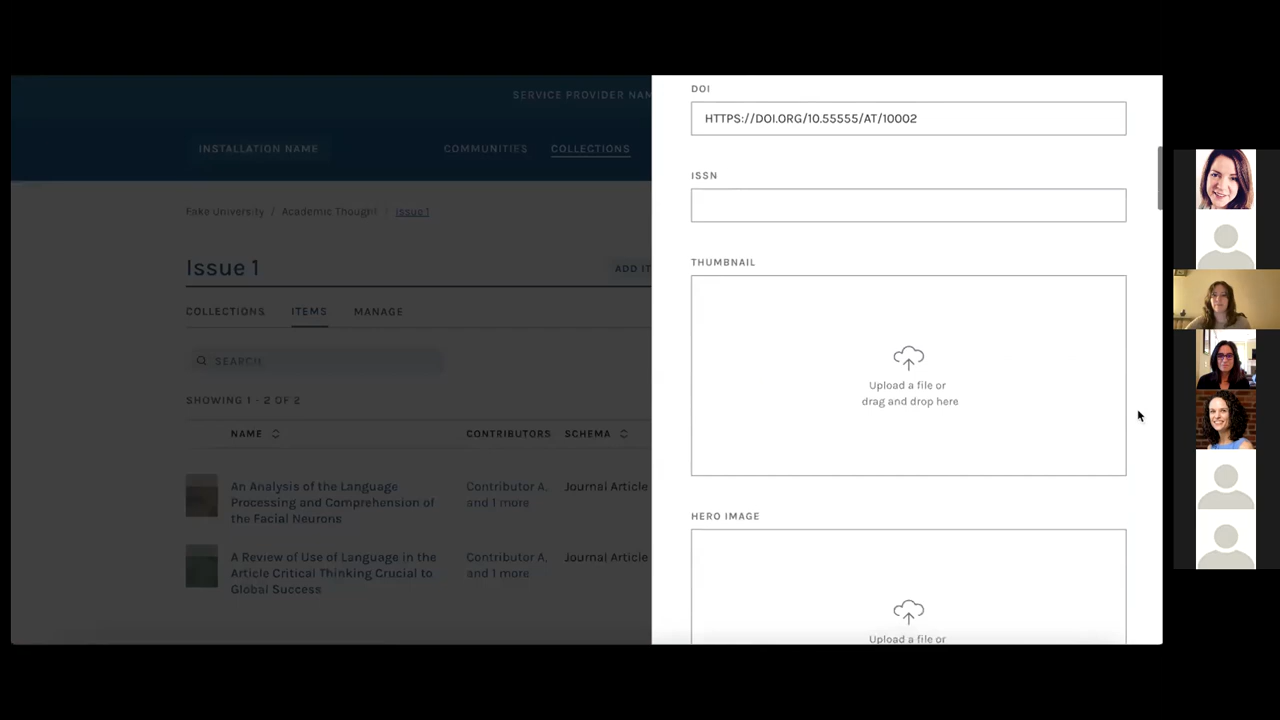 SERVICE PROVIDER NAM
INSTALLATION NAME
COMMUNITIES
COLLECTIONS
Fake University / Academic Thought / Issue 1
Issue 1
ADD IT
COLLECTIONS
ITEMS
MANAGE
SEARCH
SHOWING 1 - 2 OF 2
NAME
CONTRIBUTORS
SCHEMA
An Analysis of the Language
Processing and Comprehension of
the Facial Neurons
Contributor A,
and 1 more
Journal Article
A Review of Use of Language in the
Article Critical Thinking Crucial to
Global Success
Contributor A,
and 1 more
Journal Article
DOI
HTTPS://DOI.ORG/10.55555/AT/10002
ISSN
THUMBNAIL
Upload a file or
drag and drop here
HERO IMAGE
Upload a file or